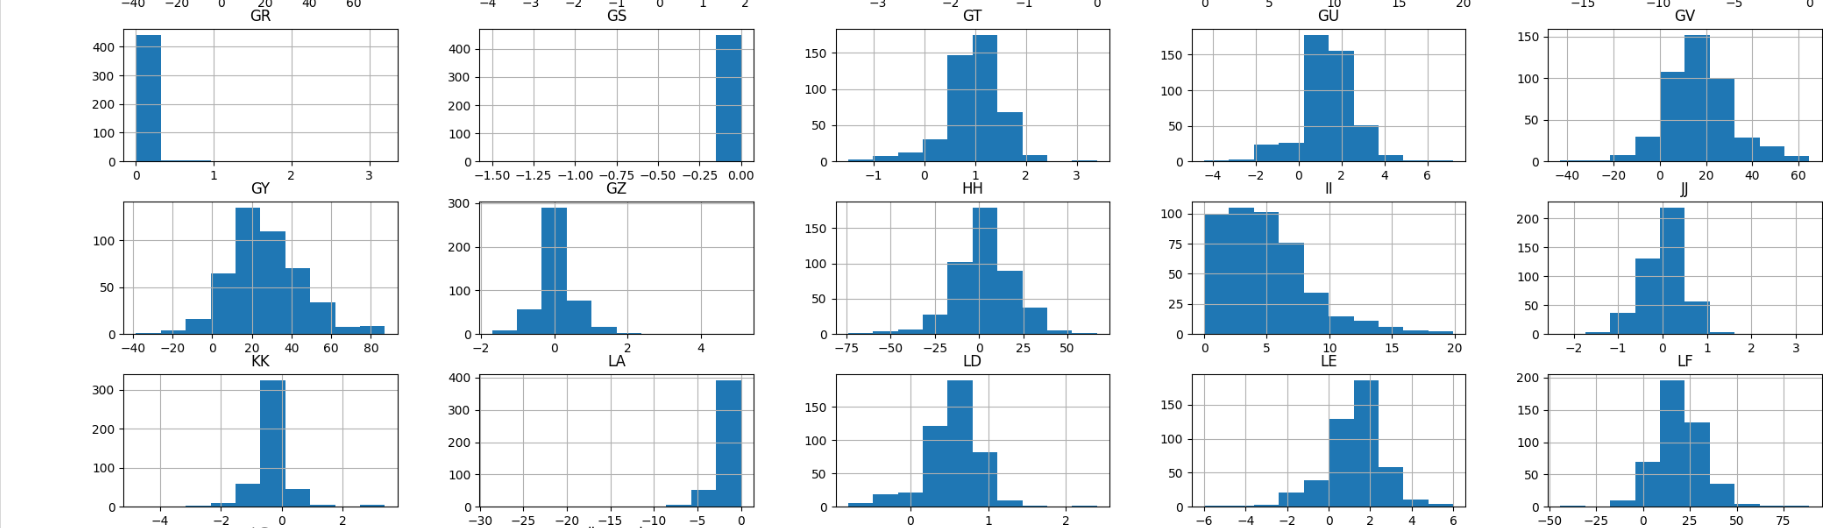 −40 −20 0 20 40 60 −4 −3 −2 −1 0 1 2 −3 −2 −1 0 0 5 10 15 20 −15 −10 −5 0
GR GS GT GU GV
400 300 200 100 0 400 300 200 100 0 150 100 50 0 150 100 50 0 150 100 50 0
0 1 2 3 −1.50 −1.25 −1.00 −0.75 −0.50 −0.25 0.00 −1 0 1 2 3 −4 −2 0 2 4 6 −40 −20 0 20 40 60
GY GZ HH II JJ
100 50 0 300 200 100 0 150 100 50 0 100 75 50 25 0 200 150 100 50 0
−40 −20 0 20 40 60 80 −2 0 2 4 −75 −50 −25 0 25 50 0 5 10 15 20 −2 −1 0 1 2 3
KK LA LD LE LF
300 200 100 0 400 300 200 100 0 150 100 50 0 150 100 50 0 200 150 100 50 0
−4 −2 0 2 −30 −25 −20 −15 −10 −5 0 0 1 2 −6 −4 −2 0 2 4 6 −50 −25 0 25 50 75